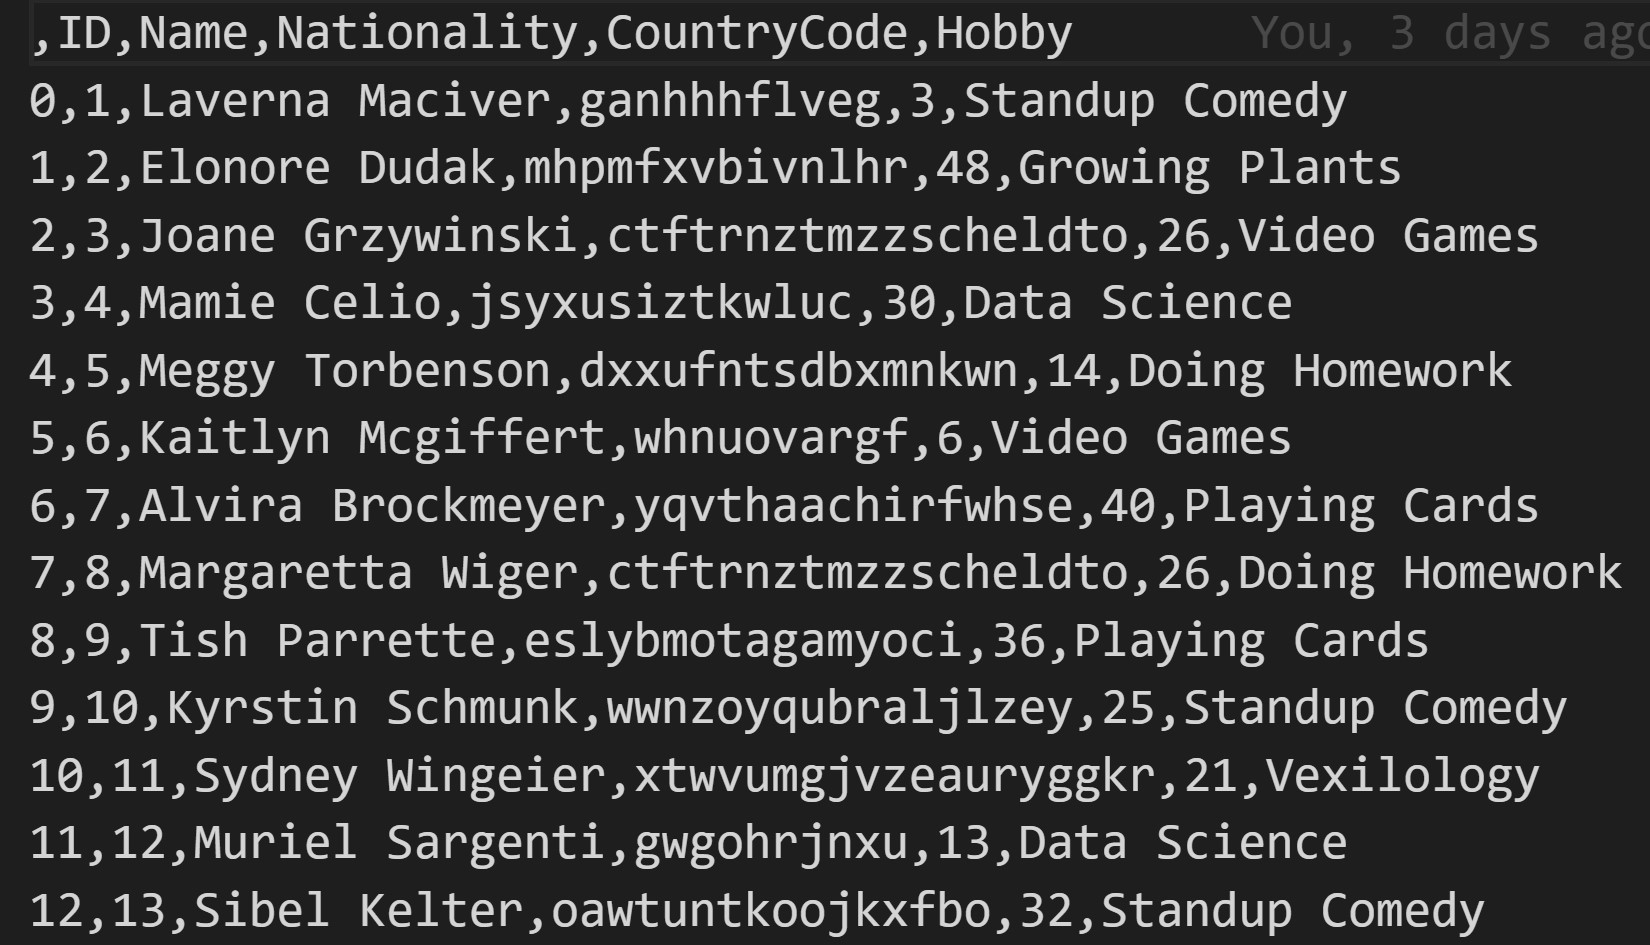 ,ID,Name,Nationality,CountryCode,Hobby You, 3 days ago
0,1,Laverna Maciver,ganhhhflveg,3,Standup Comedy
1,2,Elonore Dudak,mhpmfxvbivnlhr,48,Growing Plants
2,3,Joane Grzywinski,ctftrnztmzzscheldto,26,Video Games
3,4,Mamie Celio,jsyxusiztkwluc,30,Data Science
4,5,Meggy Torbenson,dxxufntsdbxmnkwn,14,Doing Homework
5,6,Kaitlyn Mcgiffert,whnuovargf,6,Video Games
6,7,Alvira Brockmeyer,yqvthaachirfwhse,40,Playing Cards
7,8,Margaretta Wiger,ctftrnztmzzscheldto,26,Doing Homework
8,9,Tish Parrette,eslybmotagamyoci,36,Playing Cards
9,10,Kyrstin Schmunk,wwnzoyqubraljlzey,25,Standup Comedy
10,11,Sydney Wingeier,xtwvumgjvzeauryggkr,21,Vexilology
11,12,Muriel Sargenti,gwgohrjnxu,13,Data Science
12,13,Sibel Kelter,oawtuntkoojkxfbo,32,Standup Comedy